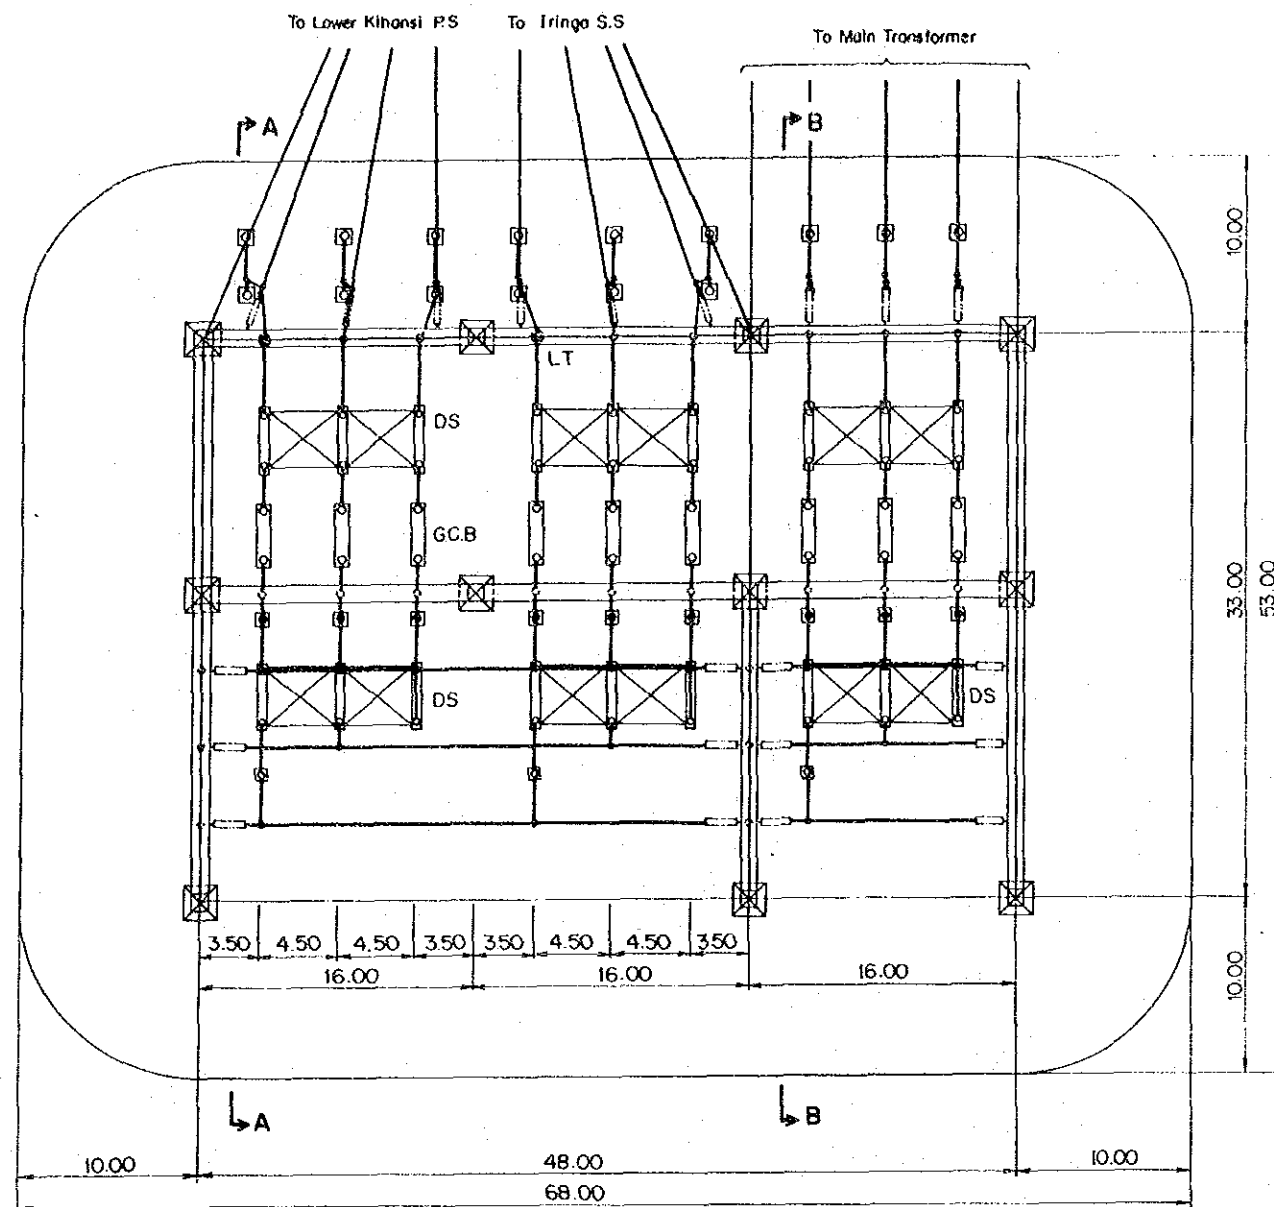 To Lower Kihansi P.S To Iringa S.S
To Main Transformer
A B
10.00
LT
DS
G.C.B
33.00
53.00
DS DS
3.50 4.50 4.50 3.50 3.50 4.50 4.50 3.50
16.00 16.00 16.00
10.00
A B
10.00 48.00 10.00
68.00